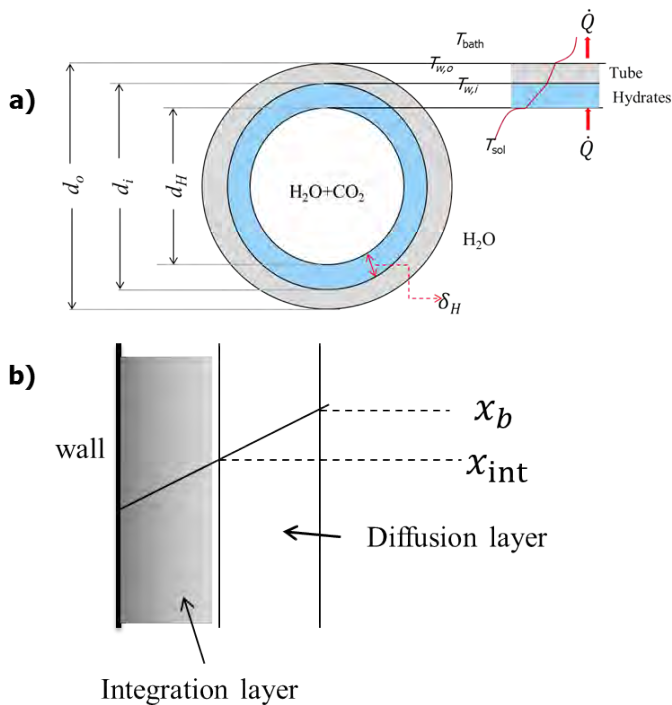 a)
T_bath
Q̇
T_w,o
Tube
T_w,i
Hydrates
T_sol
Q̇
d_o
d_i
d_H
H₂O+CO₂
H₂O
δ_H
b)
x_b
wall
x_int
Diffusion layer
Integration layer